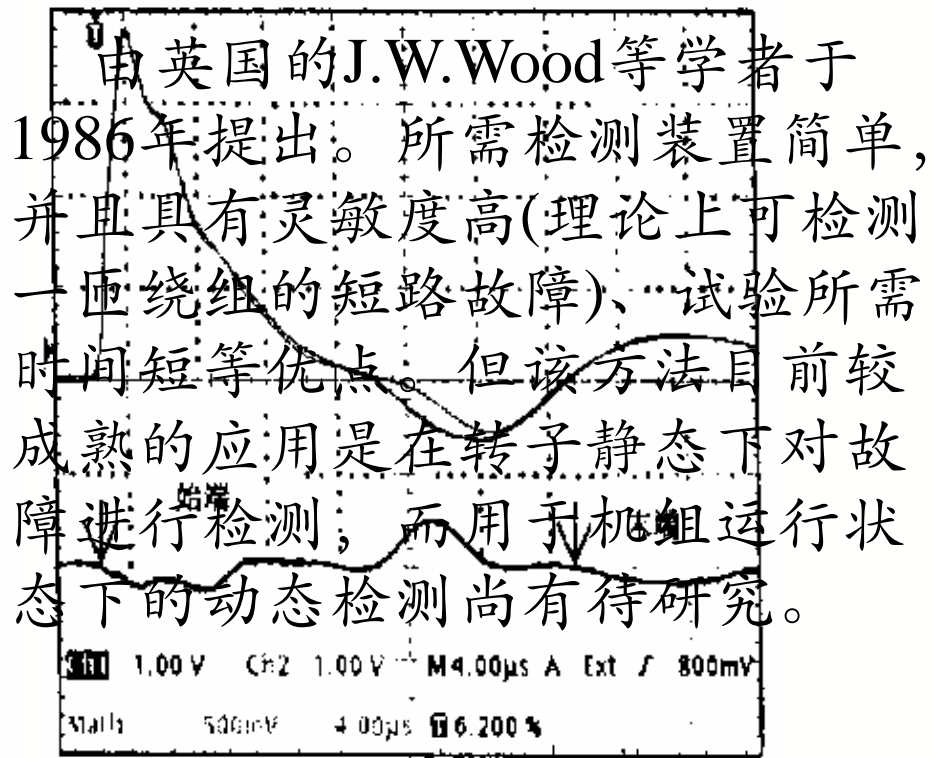 由英国的J.W.Wood等学者于
1986年提出。所需检测装置简单，
并且具有灵敏度高(理论上可检测
一匝绕组的短路故障)、试验所需
时间短等优点。但该方法目前较
成熟的应用是在转子静态下对故
始端
障进行检测，而用于机组运行状
态下的动态检测尚有待研究。
Ch1 1.00 V Ch2 1.00 V M4.00μs A Ext ∫ 800mV
Math 500mV 4.00μs T 6.200 %